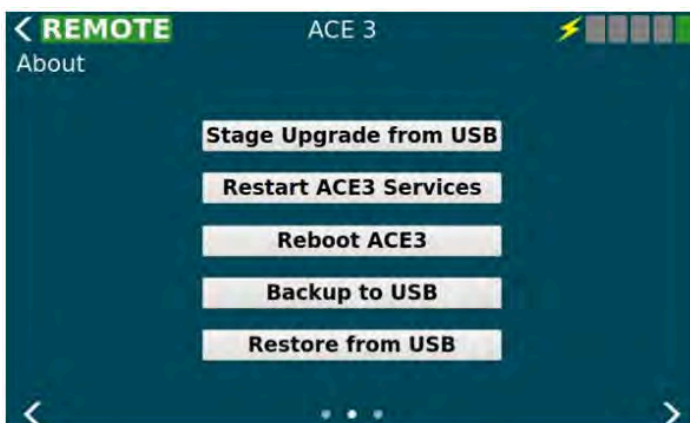 REMOTE ACE 3
About
Stage Upgrade from USB
Restart ACE3 Services
Reboot ACE3
Backup to USB
Restore from USB